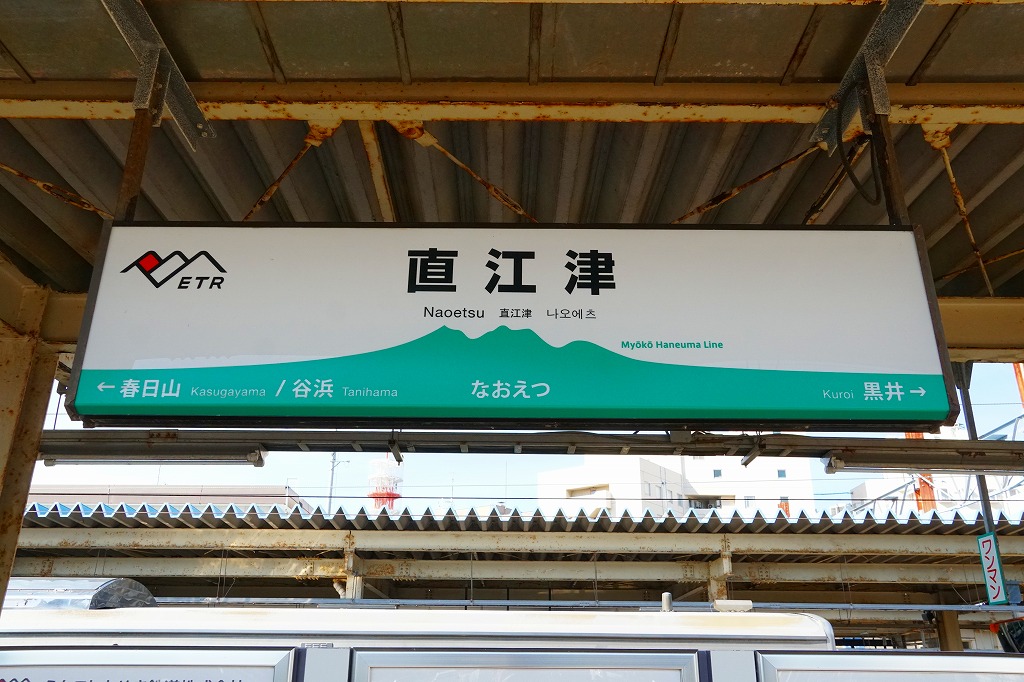 ETR
直江津
Naoetsu 直江津 나오에츠
Myōkō Haneuma Line
← 春日山 Kasugayama / 谷浜 Tanihama
なおえつ
Kuroi 黒井 →
ワンマン